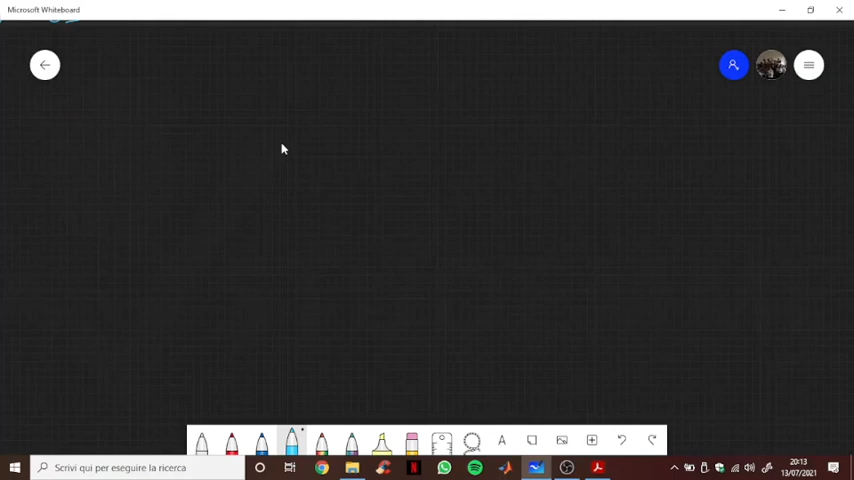 Microsoft Whiteboard
A
Scrivi qui per eseguire la ricerca
20:13
13/07/2021